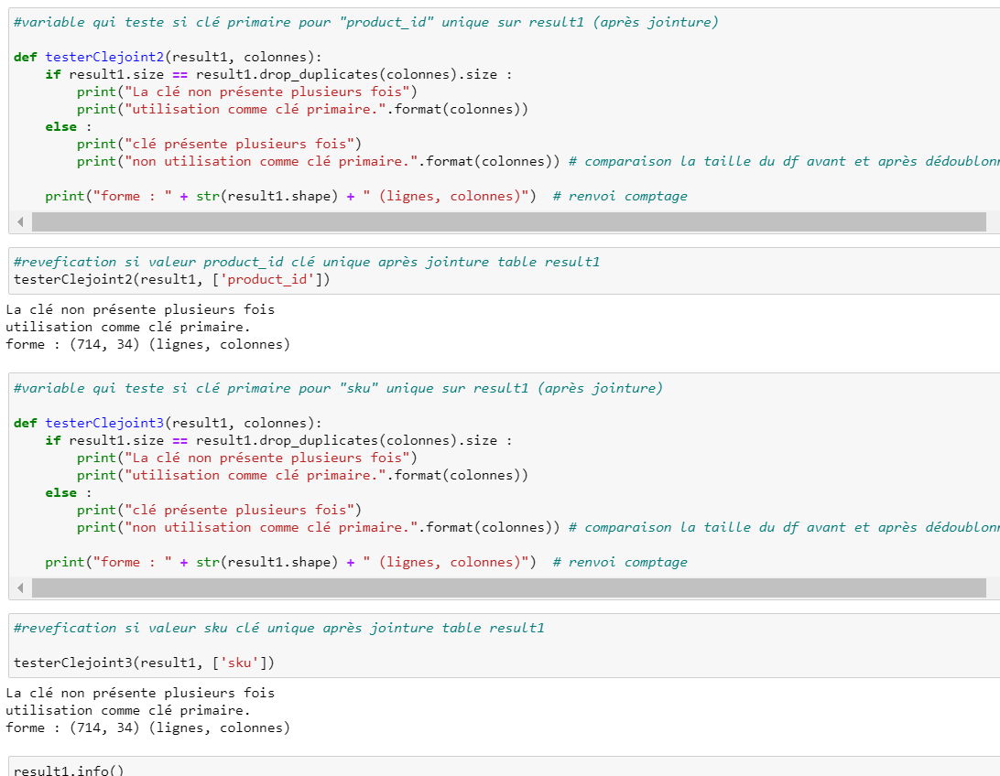 #variable qui teste si clé primaire pour "product_id" unique sur result1 (après jointure)
def testerClejoint2(result1, colonnes):
    if result1.size == result1.drop_duplicates(colonnes).size :
        print("La clé non présente plusieurs fois")
        print("utilisation comme clé primaire.".format(colonnes))
    else :
        print("clé présente plusieurs fois")
        print("non utilisation comme clé primaire.".format(colonnes)) # comparaison la taille du df avant et après
    print("forme : " + str(result1.shape) + " (lignes, colonnes)")  # renvoi comptage
#revefication si valeur product_id clé unique après jointure table result1
testerClejoint2(result1, ['product_id'])
La clé non présente plusieurs fois
utilisation comme clé primaire.
forme : (714, 34) (lignes, colonnes)
#variable qui teste si clé primaire pour "sku" unique sur result1 (après jointure)
def testerClejoint3(result1, colonnes):
    if result1.size == result1.drop_duplicates(colonnes).size :
        print("La clé non présente plusieurs fois")
        print("utilisation comme clé primaire.".format(colonnes))
    else :
        print("clé présente plusieurs fois")
        print("non utilisation comme clé primaire.".format(colonnes)) # comparaison la taille du df avant et après
    print("forme : " + str(result1.shape) + " (lignes, colonnes)")  # renvoi comptage
#revefication si valeur sku clé unique après jointure table result1
testerClejoint3(result1, ['sku'])
La clé non présente plusieurs fois
utilisation comme clé primaire.
forme : (714, 34) (lignes, colonnes)
result1.info()